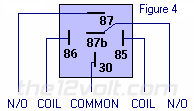 Figure 4
87
87b
86
85
30
the12volt.com
N/O COIL COMMON COIL N/O